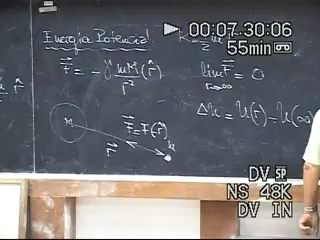 Energia Potencial
F⃗ = -γ mM/r² (r̂)
lim F⃗ = 0
r→∞
ΔU = U(r) - U(∞)
M
F⃗ = F(r̂)
r⃗
00:07.30:06
55min
DV SP
NS 48K
DV IN